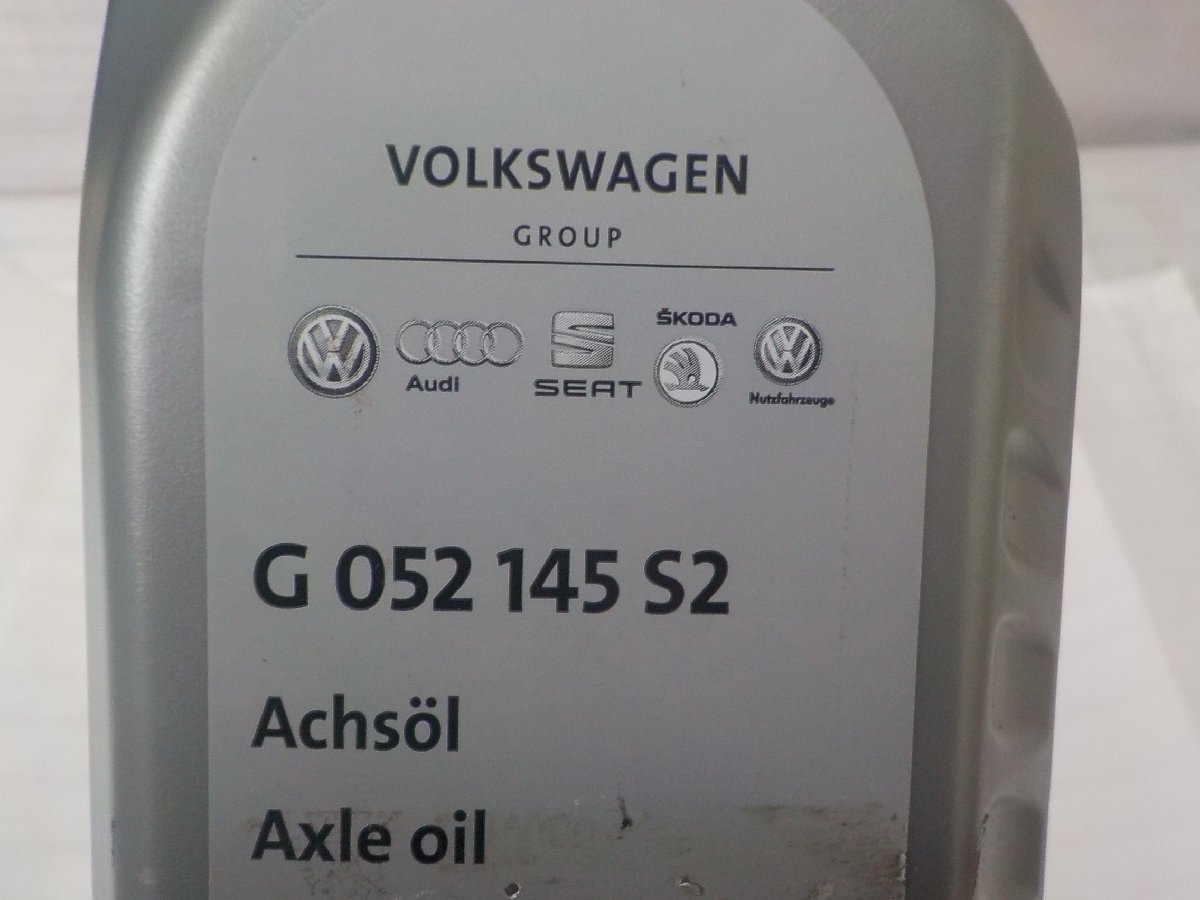 VOLKSWAGEN
GROUP
Audi SEAT ŠKODA Nutzfahrzeuge
G 052 145 S2
Achsöl
Axle oil